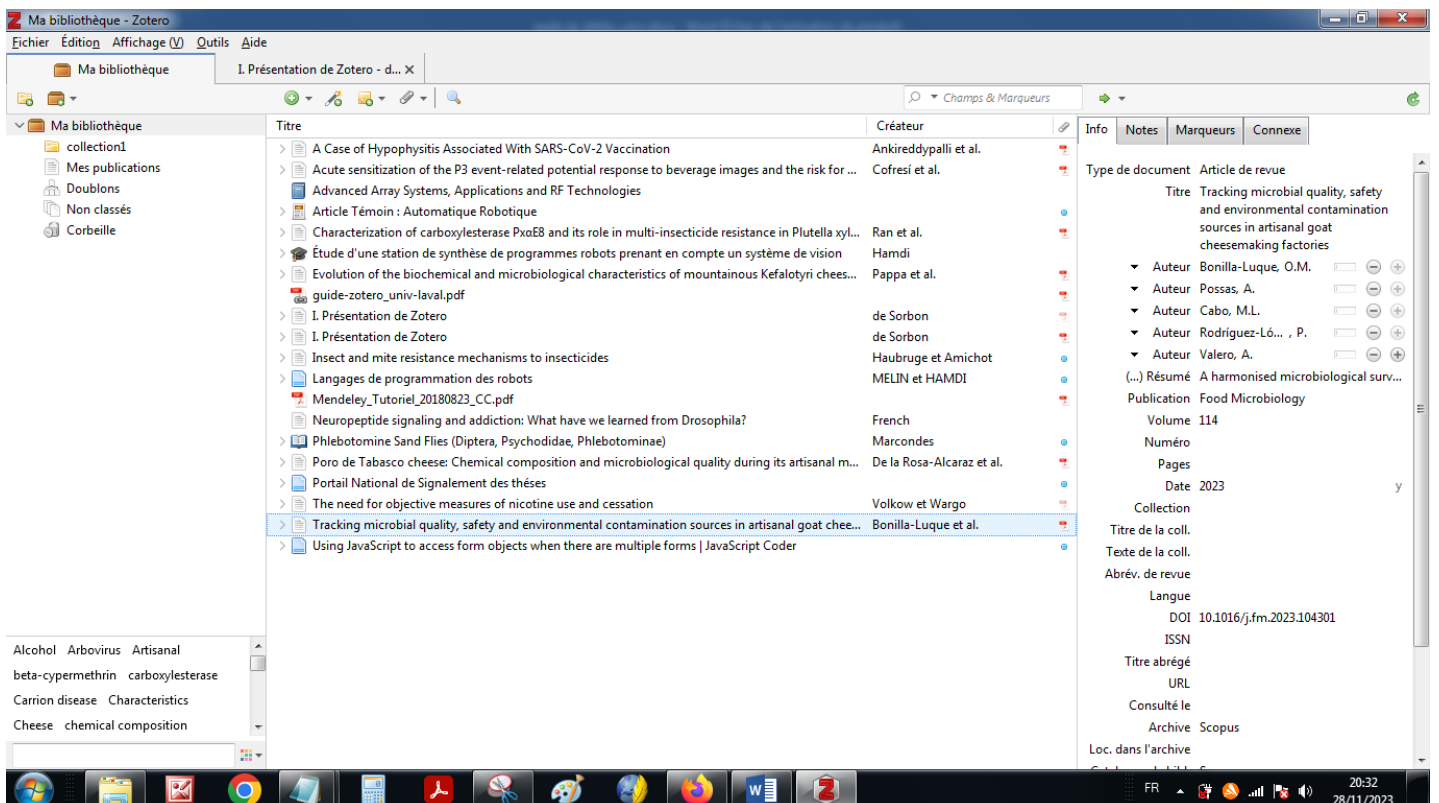 Ma bibliothèque - Zotero
Fichier Édition Affichage (V) Outils Aide
Ma bibliothèque I. Présentation de Zotero - d... X
Champs & Marqueurs
Ma bibliothèque
collection1
Mes publications
Doublons
Non classés
Corbeille
Titre Créateur
A Case of Hypophysitis Associated With SARS-CoV-2 Vaccination Ankireddypalli et al.
Acute sensitization of the P3 event-related potential response to beverage images and the risk for ... Cofresí et al.
Advanced Array Systems, Applications and RF Technologies
Article Témoin : Automatique Robotique
Characterization of carboxylesterase PxαE8 and its role in multi-insecticide resistance in Plutella xyl... Ran et al.
Étude d'une station de synthèse de programmes robots prenant en compte un système de vision Hamdi
Evolution of the biochemical and microbiological characteristics of mountainous Kefalotyri chees... Pappa et al.
guide-zotero_univ-laval.pdf
I. Présentation de Zotero de Sorbon
I. Présentation de Zotero de Sorbon
Insect and mite resistance mechanisms to insecticides Haubruge et Amichot
Langages de programmation des robots MELIN et HAMDI
Mendeley_Tutoriel_20180823_CC.pdf
Neuropeptide signaling and addiction: What have we learned from Drosophila? French
Phlebotomine Sand Flies (Diptera, Psychodidae, Phlebotominae) Marcondes
Poro de Tabasco cheese: Chemical composition and microbiological quality during its artisanal m... De la Rosa-Alcaraz et al.
Portail National de Signalement des théses
The need for objective measures of nicotine use and cessation Volkow et Wargo
Tracking microbial quality, safety and environmental contamination sources in artisanal goat chee... Bonilla-Luque et al.
Using JavaScript to access form objects when there are multiple forms | JavaScript Coder
Info Notes Marqueurs Connexe
Type de document Article de revue
Titre Tracking microbial quality, safety
and environmental contamination
sources in artisanal goat
cheesemaking factories
Auteur Bonilla-Luque, O.M.
Auteur Possas, A.
Auteur Cabo, M.L.
Auteur Rodríguez-Ló... , P.
Auteur Valero, A.
(...) Résumé A harmonised microbiological surv...
Publication Food Microbiology
Volume 114
Numéro
Pages
Date 2023 y
Collection
Titre de la coll.
Texte de la coll.
Abrév. de revue
Langue
DOI 10.1016/j.fm.2023.104301
ISSN
Titre abrégé
URL
Consulté le
Archive Scopus
Loc. dans l'archive
Alcohol Arbovirus Artisanal
beta-cypermethrin carboxylesterase
Carrion disease Characteristics
Cheese chemical composition
FR 20:32
28/11/2023